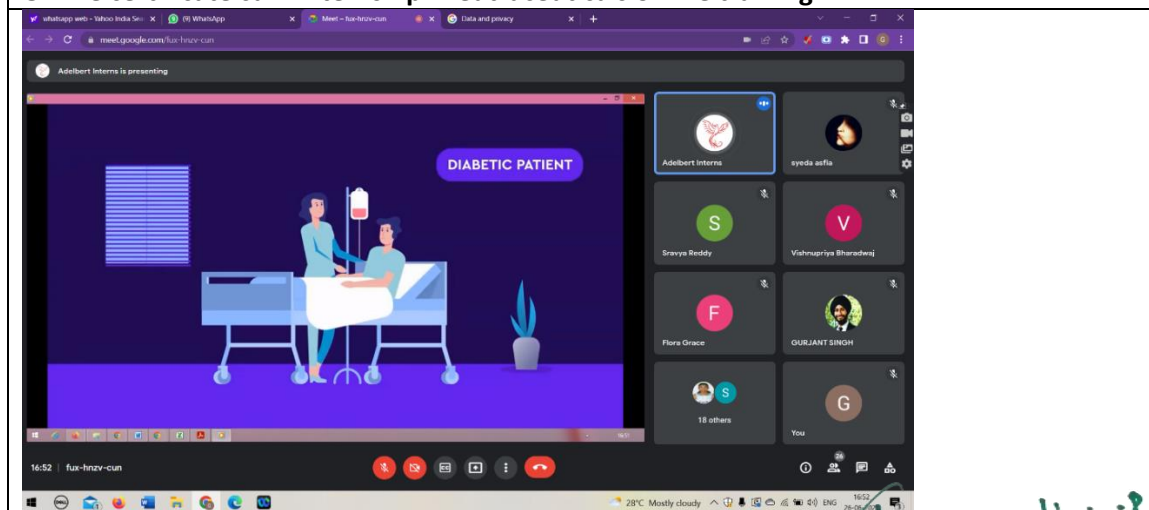 whatsapp web - Yahoo India Sea
(9) WhatsApp
Meet – fux-hnzv-cun
Data and privacy
meet.google.com/fux-hnzv-cun
G
Adelbert Interns is presenting
DIABETIC PATIENT
Adelbert Interns
syeda asfia
S
V
Sravya Reddy
Vishnupriya Bharadwaj
F
Flora Grace
GURJANT SINGH
S
G
18 others
You
16:52 | fux-hnzv-cun
26
28°C Mostly cloudy
ENG
16:52